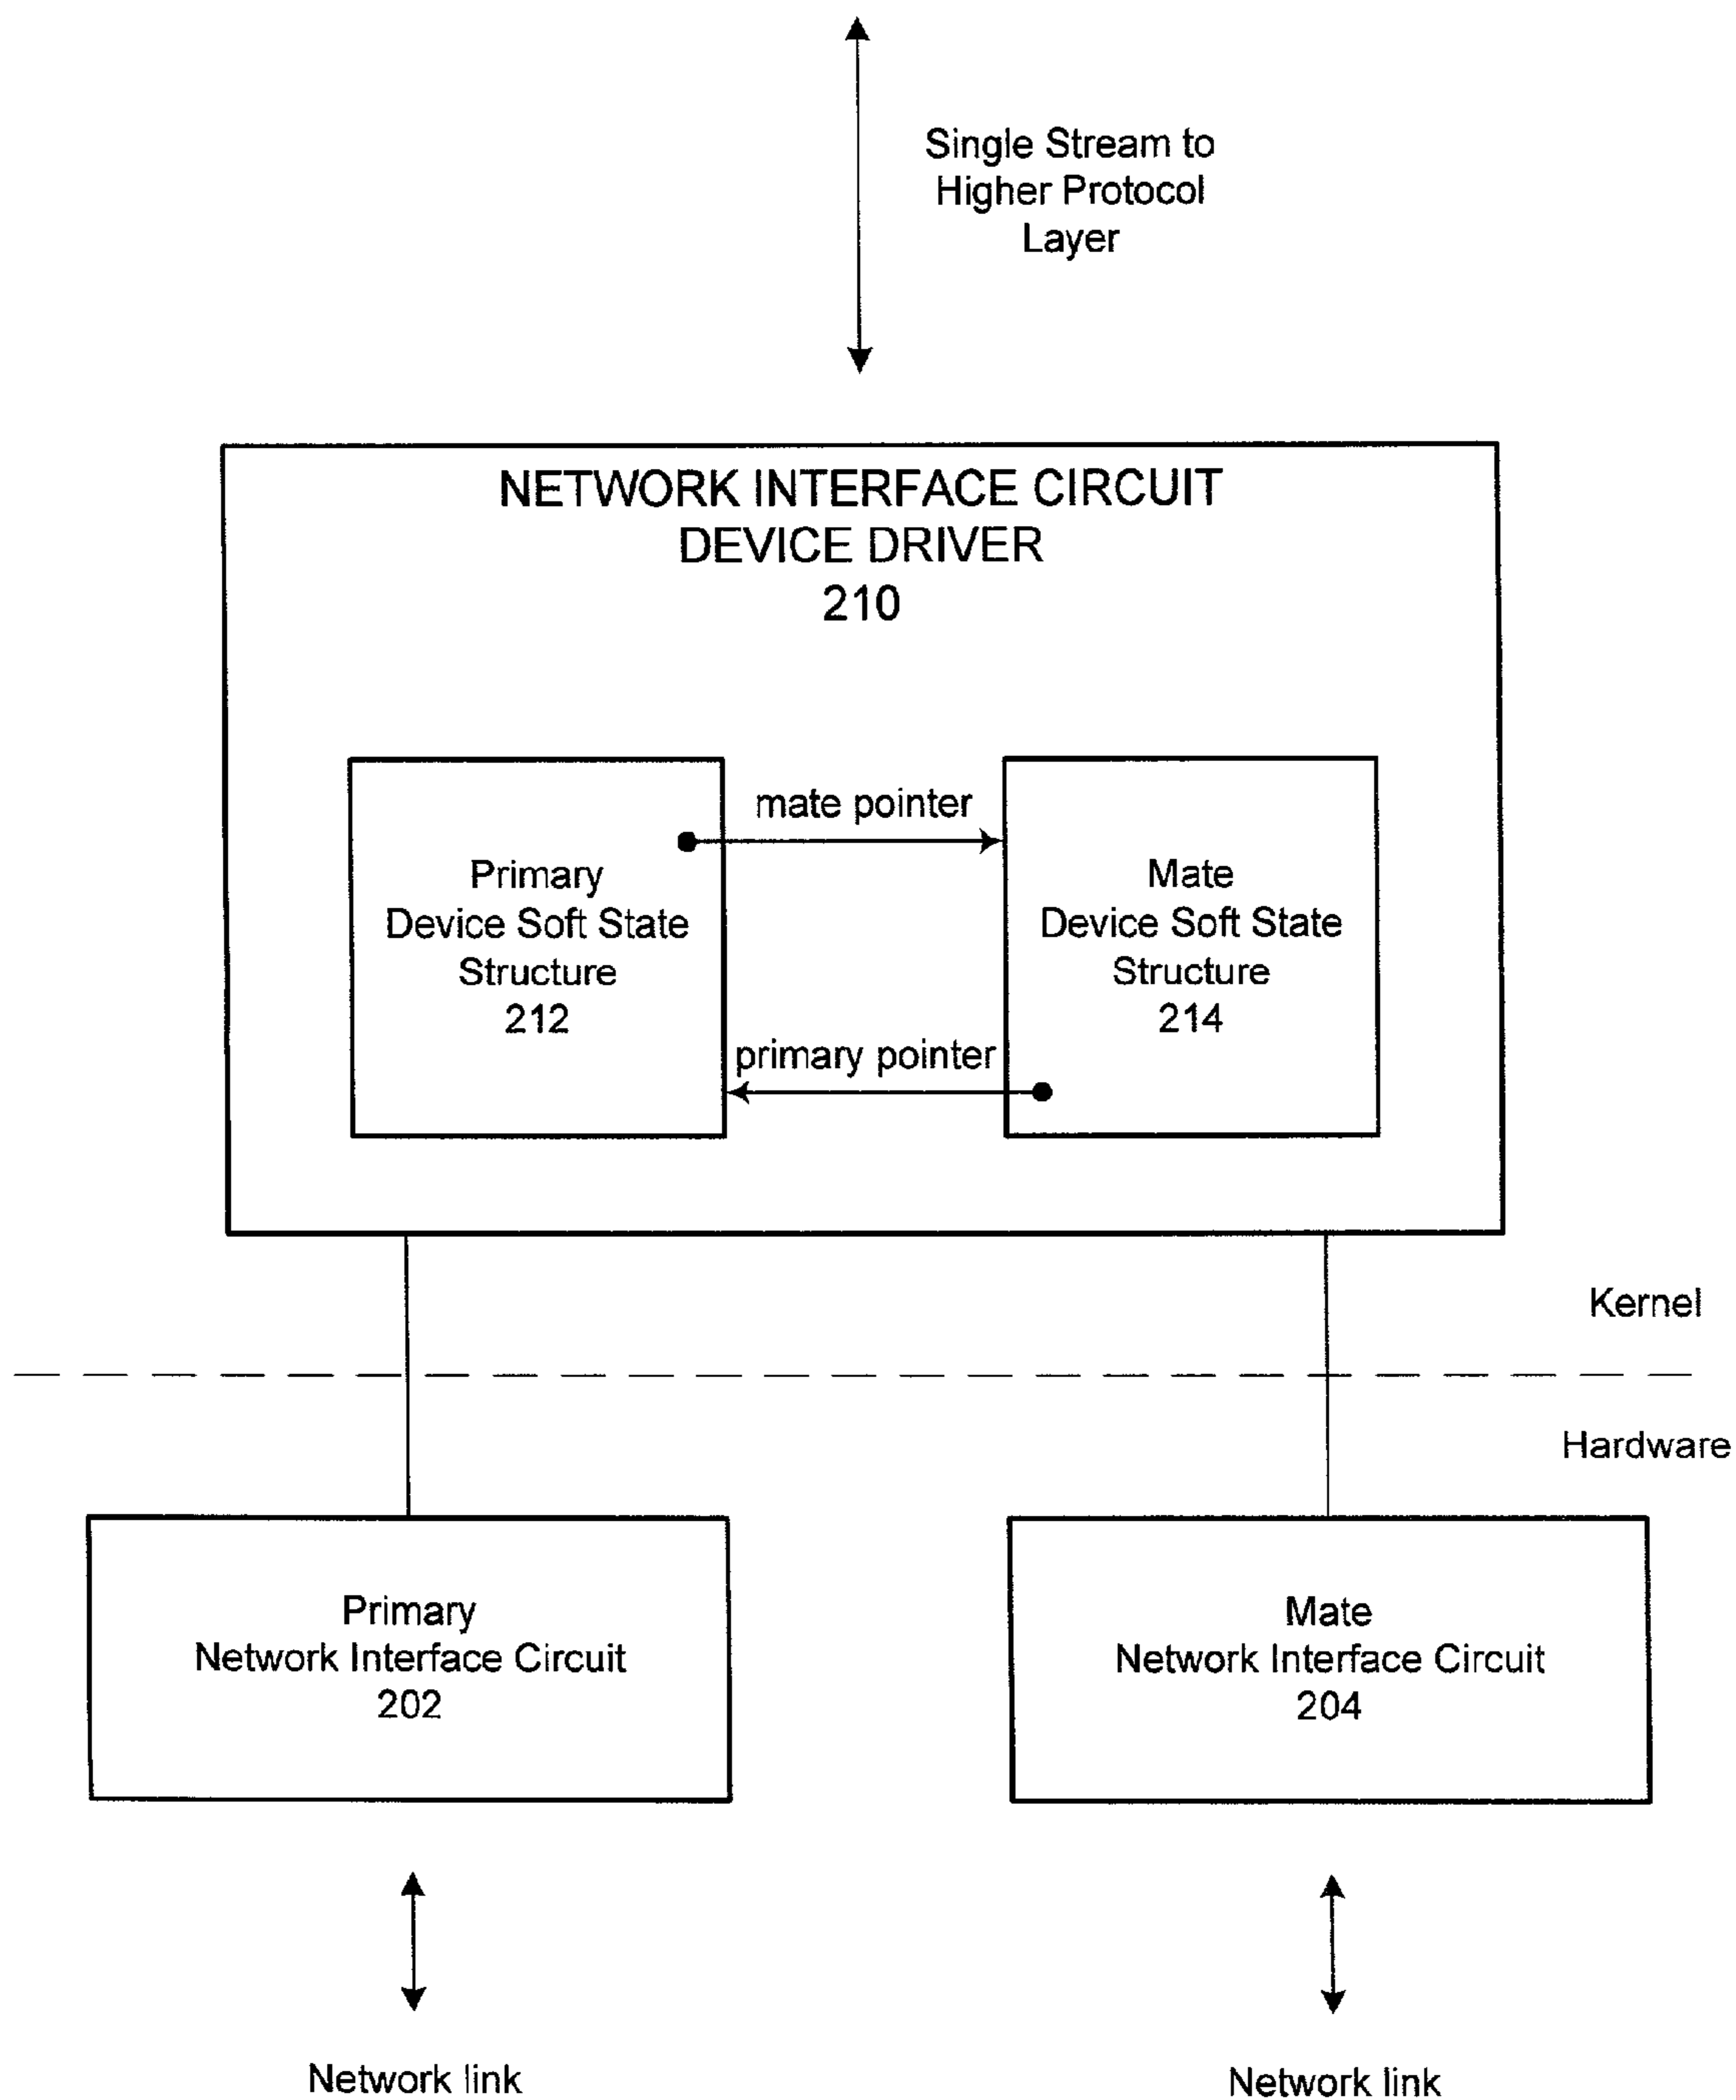 Single Stream to
Higher Protocol
Layer
NETWORK INTERFACE CIRCUIT
DEVICE DRIVER
210
mate pointer
Primary
Device Soft State
Structure
212
Mate
Device Soft State
Structure
214
primary pointer
Kernel
Hardware
Primary
Network Interface Circuit
202
Mate
Network Interface Circuit
204
Network link
Network link